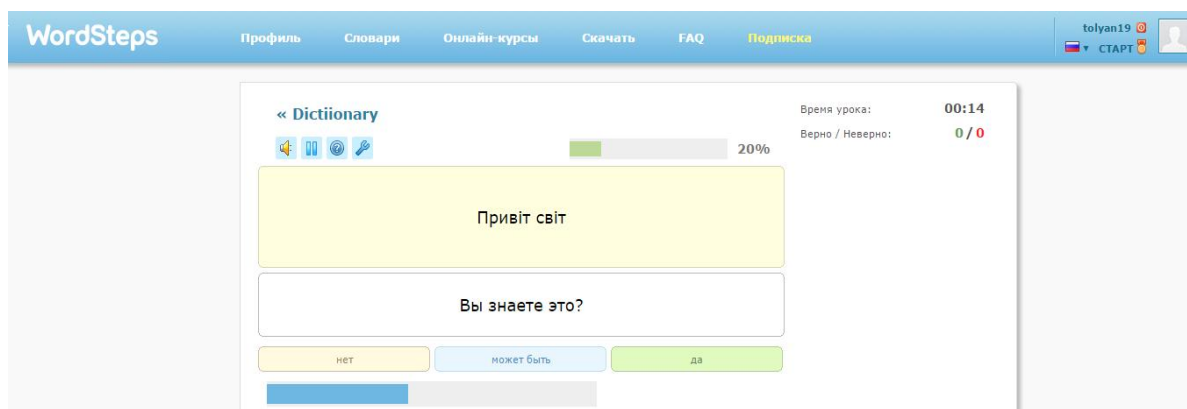 WordSteps
Профиль Словари Онлайн-курсы Скачать FAQ Подписка
tolyan19
СТАРТ
« Dictiionary
Время урока: 00:14
Верно / Неверно: 0 / 0
20%
Привіт світ
Вы знаете это?
нет может быть да